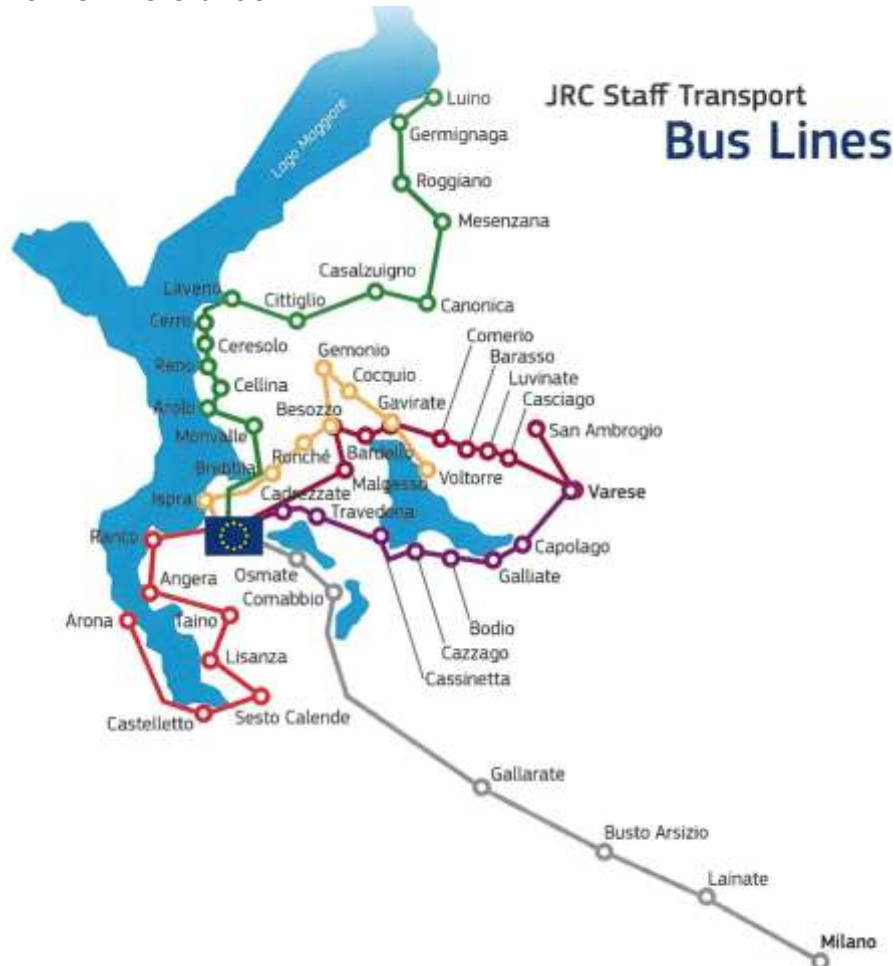 Luino
JRC Staff Transport
Bus Lines
Germignaga
Lago Maggiore
Roggiano
Mesenzana
Casalzuigno
Laveno
Cittiglio
Canonica
Cerro
Comerio
Ceresolo
Gemonio
Barasso
Reno
Cocquio
Luvinate
Cellina
Casciago
Besozzo
Gavirate
Arolo
San Ambrogio
Monvalle
Ronché
Bardello
Brebbia
Malgesso
Voltorre
Cadrezzate
Varese
Ispra
Travedona
Ranco
Capolago
Osmate
Galliate
Angera
Comabbio
Arona
Taino
Bodio
Cazzago
Lisanza
Cassinetta
Castelletto
Sesto Calende
Gallarate
Busto Arsizio
Lainate
Milano